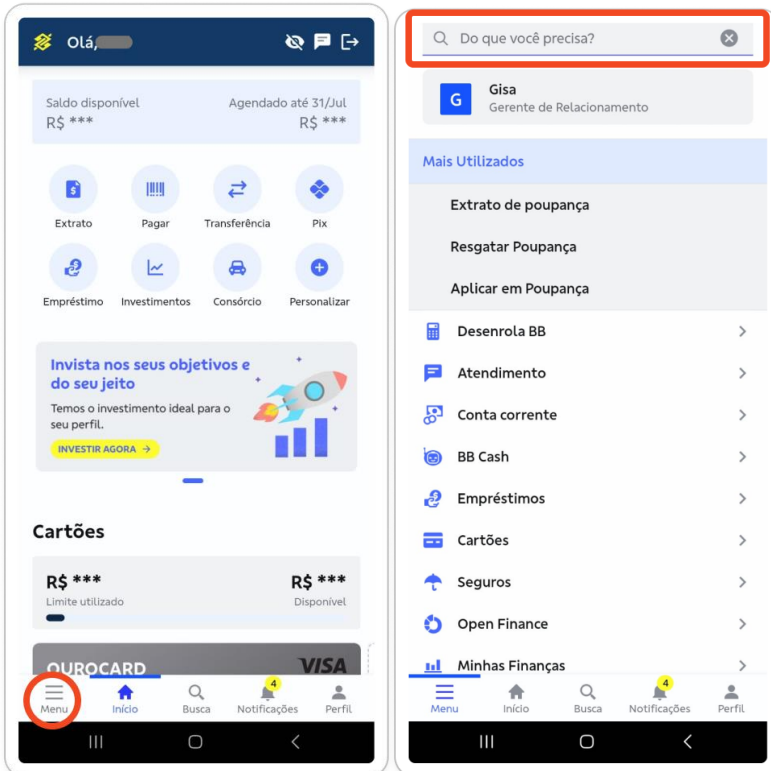 Olá,
Saldo disponível Agendado até 31/Jul
R$ *** R$ ***
Extrato Pagar Transferência Pix
Empréstimo Investimentos Consórcio Personalizar
Invista nos seus objetivos e
do seu jeito
Temos o investimento ideal para o
seu perfil.
INVESTIR AGORA →
Cartões
R$ *** R$ ***
Limite utilizado Disponível
OUROCARD VISA
Menu Início Busca 4 Notificações Perfil
Do que você precisa?
G Gisa
Gerente de Relacionamento
Mais Utilizados
Extrato de poupança
Resgatar Poupança
Aplicar em Poupança
Desenrola BB
Atendimento
Conta corrente
BB Cash
Empréstimos
Cartões
Seguros
Open Finance
Minhas Finanças
Menu Início Busca 4 Notificações Perfil